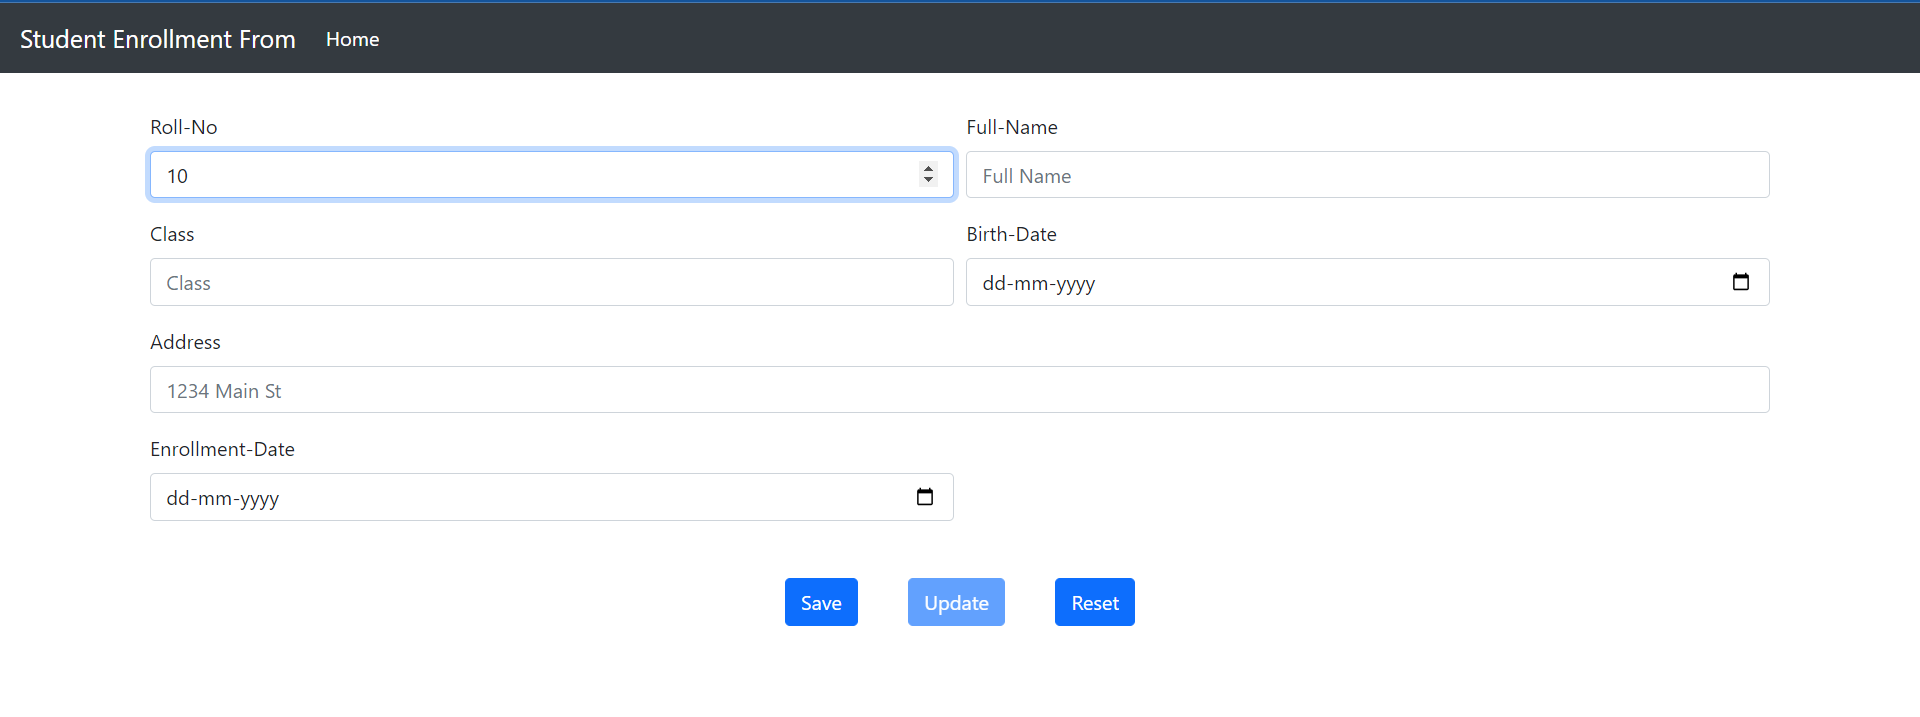 Student Enrollment From Home
Roll-No Full-Name
10 Full Name
Class Birth-Date
Class dd-mm-yyyy
Address
1234 Main St
Enrollment-Date
dd-mm-yyyy
Save Update Reset